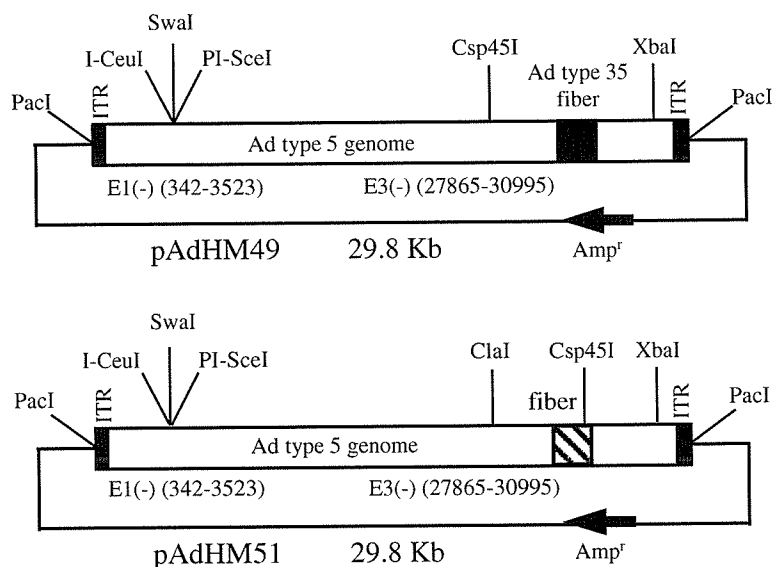 SwaI
I-CeuI PI-SceI
Csp45I
Ad type 35
fiber
XbaI
PacI
ITR
ITR
PacI
Ad type 5 genome
E1(-) (342-3523)
E3(-) (27865-30995)
pAdHM49 29.8 Kb
Ampr
SwaI
I-CeuI PI-SceI
ClaI
Csp45I
XbaI
PacI
ITR
fiber
ITR
PacI
Ad type 5 genome
E1(-) (342-3523)
E3(-) (27865-30995)
pAdHM51 29.8 Kb
Ampr